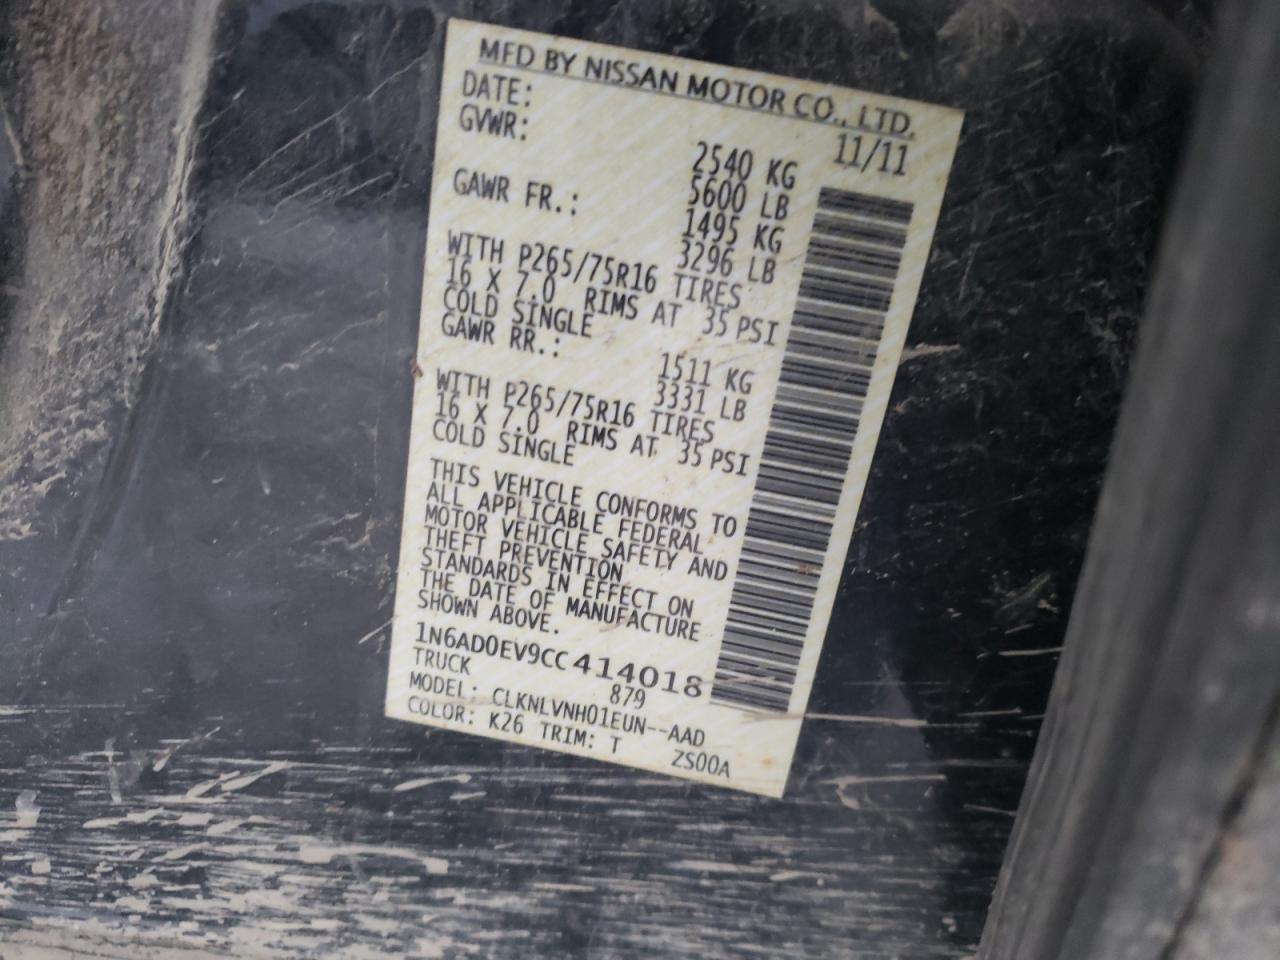 MFD BY NISSAN MOTOR CO., LTD.
DATE: 11/11
GVWR: 2540 KG
5600 LB
GAWR FR.: 1495 KG
3296 LB
WITH P265/75R16 TIRES
16 X 7.0 RIMS AT 35 PSI
COLD SINGLE
GAWR RR.: 1511 KG
3331 LB
WITH P265/75R16 TIRES
16 X 7.0 RIMS AT 35 PSI
COLD SINGLE
THIS VEHICLE CONFORMS TO
ALL APPLICABLE FEDERAL
MOTOR VEHICLE SAFETY AND
THEFT PREVENTION
STANDARDS IN EFFECT ON
THE DATE OF MANUFACTURE
SHOWN ABOVE.
1N6AD0EV9CC414018
TRUCK 879
MODEL: CLKNLVNH01EUN--AAD
COLOR: K26 TRIM: T ZS00A